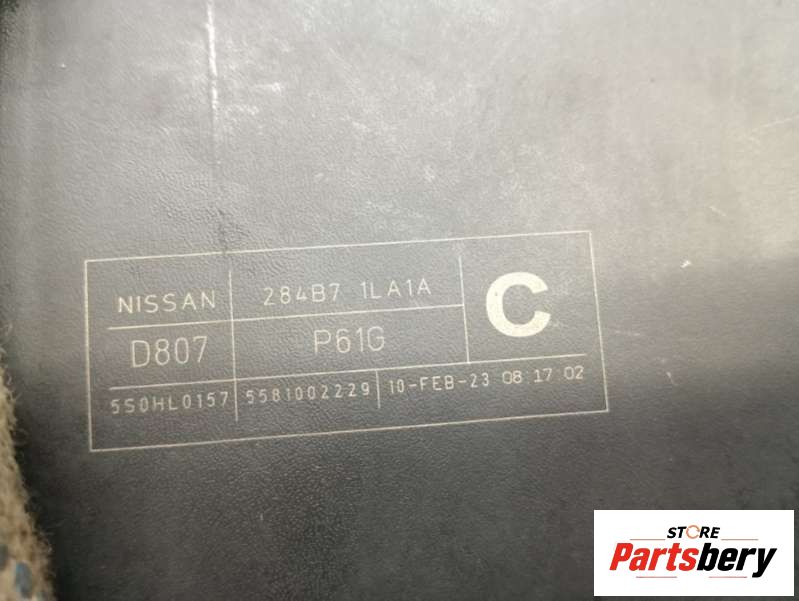 NISSAN 284B7 1LA1A C
D807 P61G
5S0HL0157 5581002229 10-FEB-23 08:17:02
STORE
Partsbery